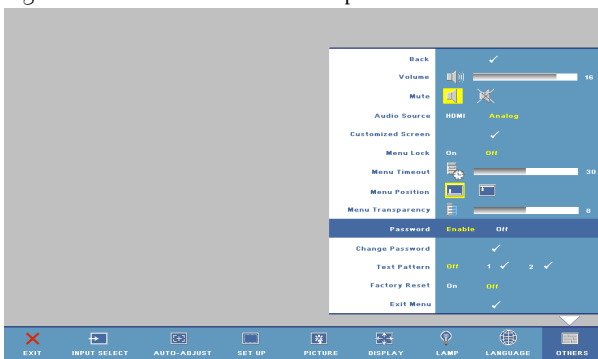 Back
Volume 16
Mute
Audio Source HDMI Analog
Customized Screen
Menu Lock On Off
Menu Timeout 30
Menu Position
Menu Transparency 8
Password Enable Off
Change Password
Test Pattern Off 1 2
Factory Reset On Off
Exit Menu
EXIT INPUT SELECT AUTO-ADJUST SET UP PICTURE DISPLAY LAMP LANGUAGE OTHERS